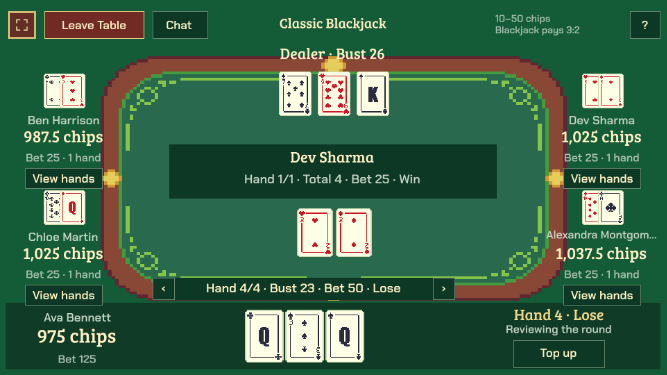 Leave Table
Chat
Classic Blackjack
10–50 chips
Blackjack pays 3:2
?
Dealer · Bust 26
K
Ben Harrison
987.5 chips
Bet 25 · 1 hand
View hands
Dev Sharma
1,025 chips
Bet 25 · 1 hand
View hands
Dev Sharma
Hand 1/1 · Total 4 · Bet 25 · Win
Q
Chloe Martin
1,025 chips
Bet 25 · 1 hand
View hands
Alexandra Montgom...
1,037.5 chips
Bet 25 · 1 hand
View hands
‹ Hand 4/4 · Bust 23 · Bet 50 · Lose ›
Ava Bennett
975 chips
Bet 125
Q
Q
Hand 4 · Lose
Reviewing the round
Top up